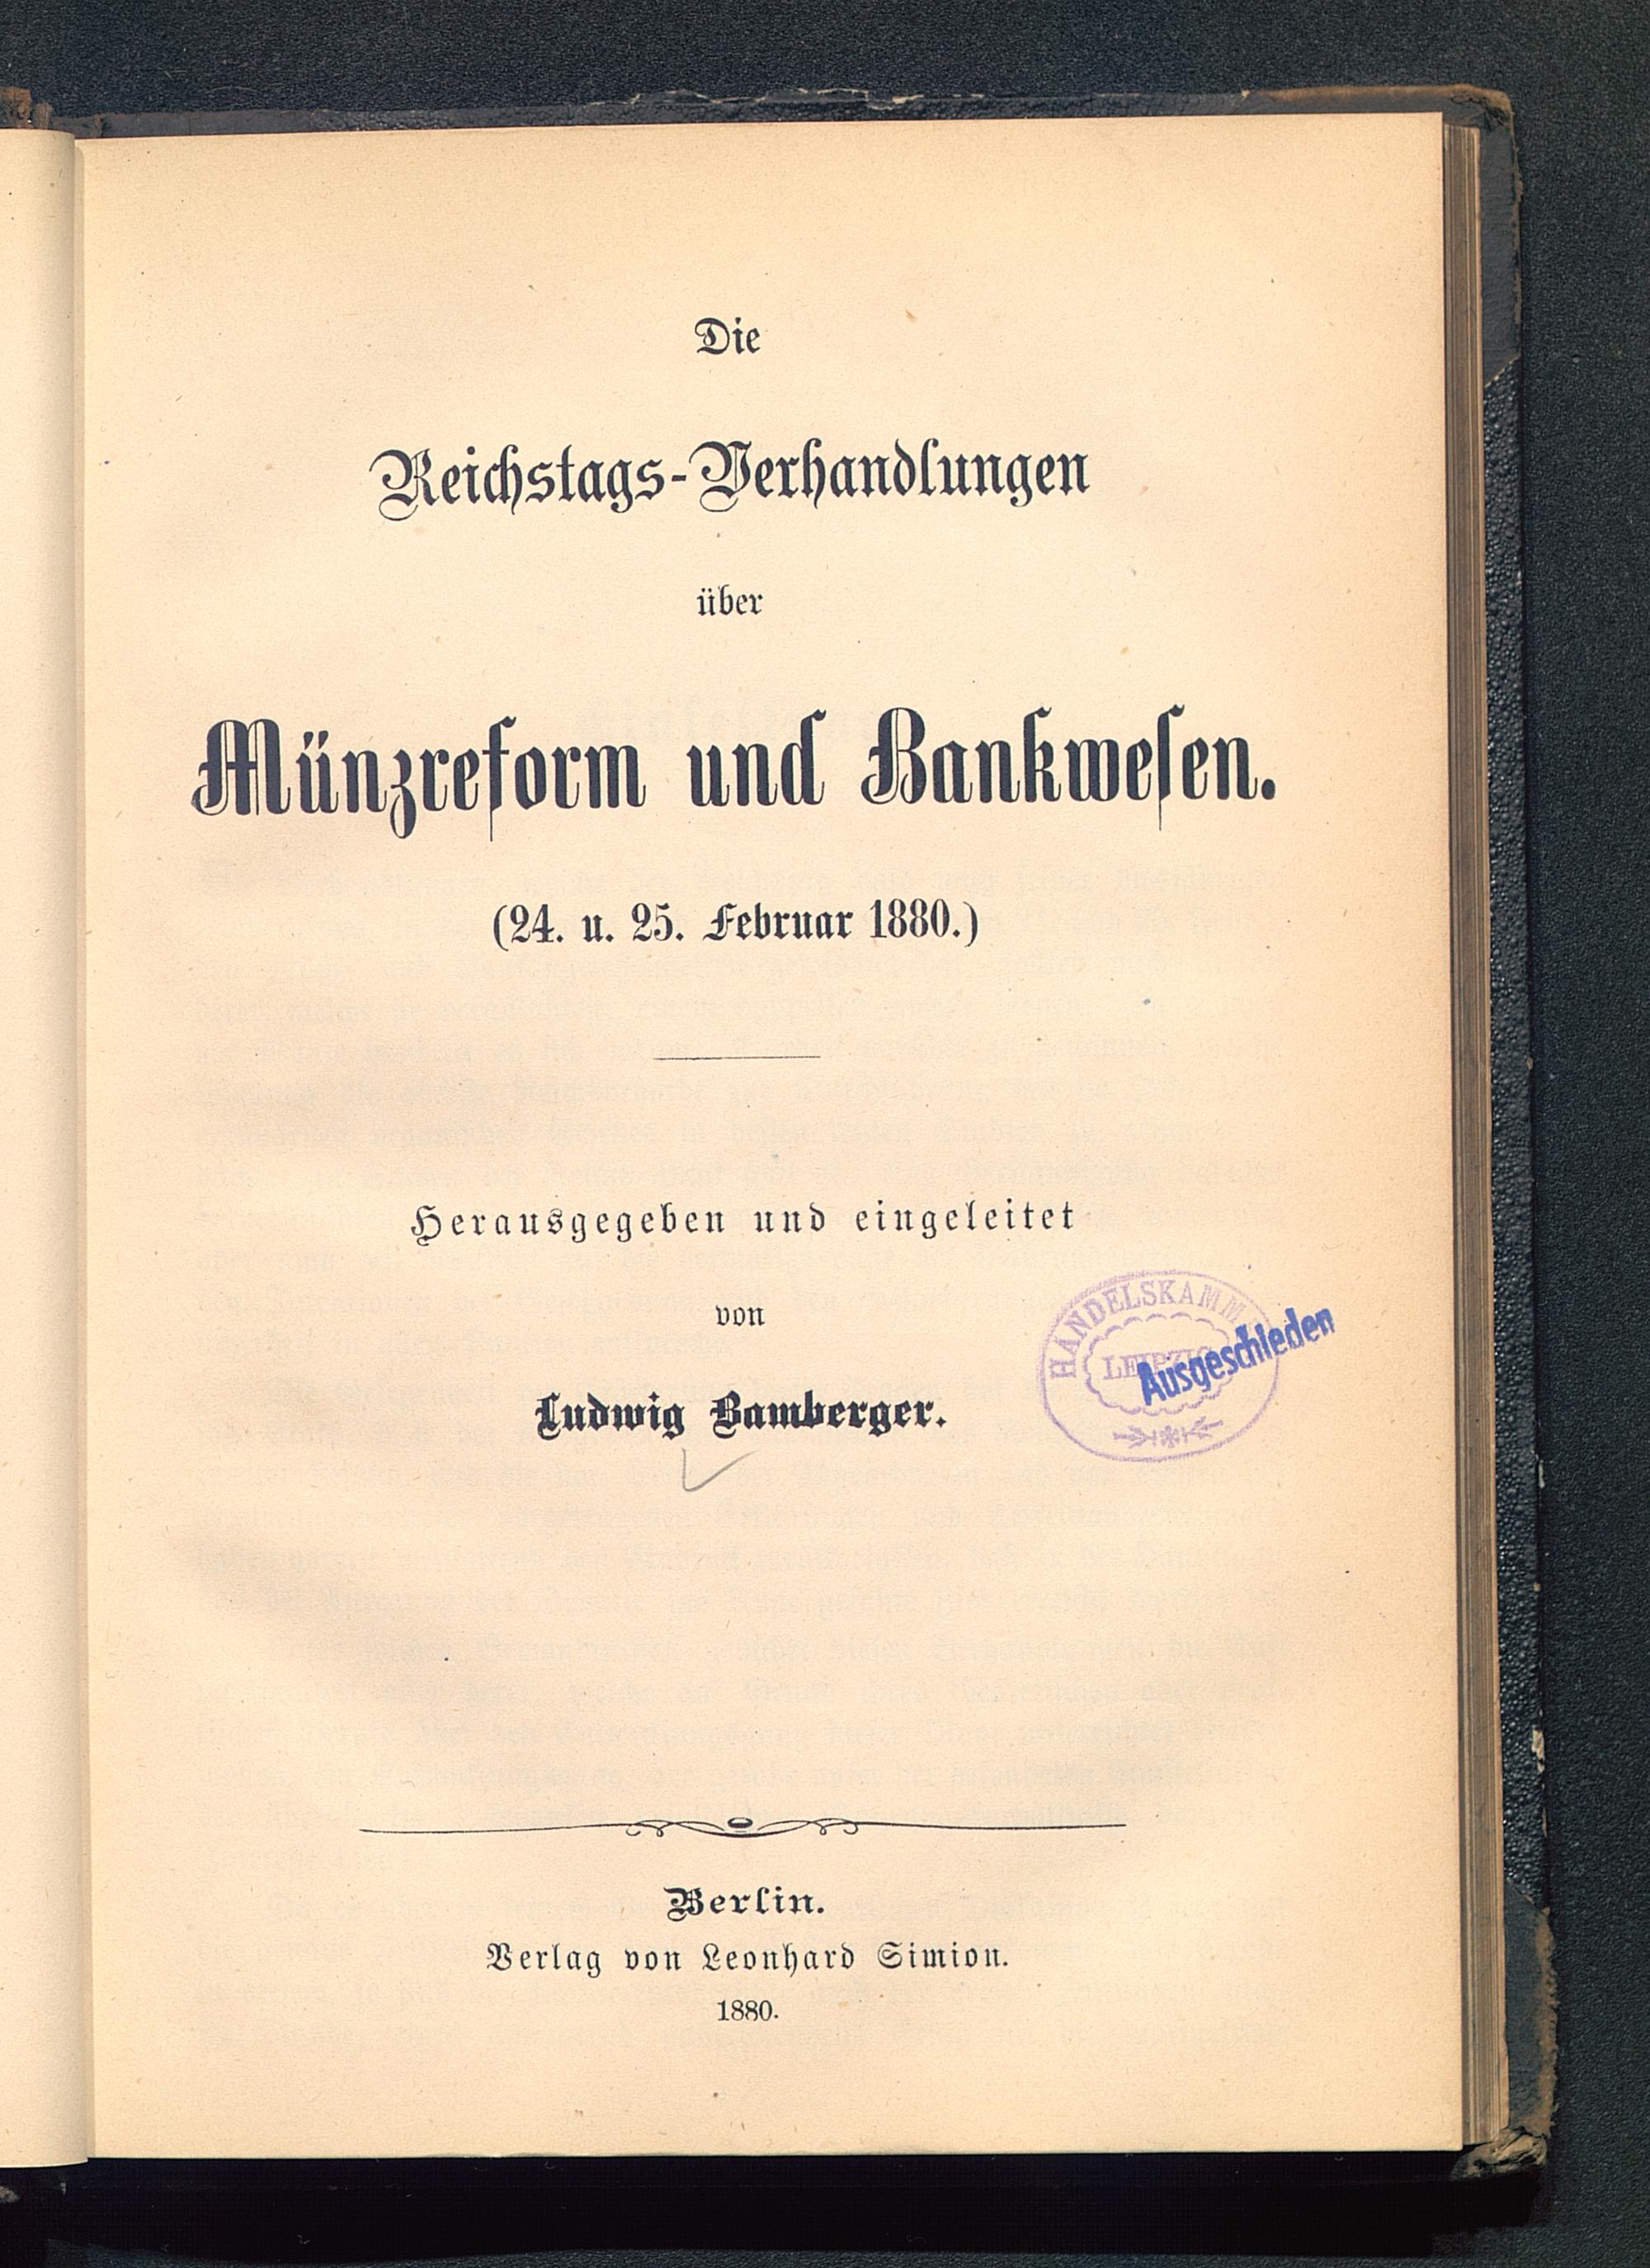 Die
Reichstags-Verhandlungen
über
Münzreform und Bankwesen.
(24. u. 25. Februar 1880.)
Herausgegeben und eingeleitet
von
Ludwig Bamberger.
HANDELSKAMM
LEIPZIG
Ausgeschieden
Berlin.
Verlag von Leonhard Simion.
1880.